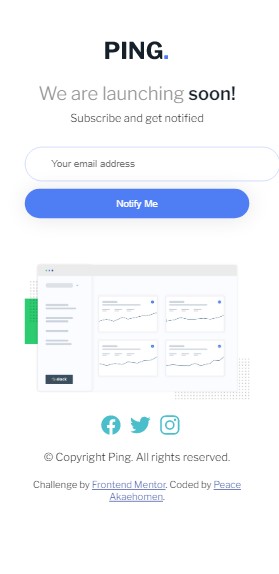 PING.
We are launching soon!
Subscribe and get notified
Your email address
Notify Me
© Copyright Ping. All rights reserved.
Challenge by Frontend Mentor. Coded by Peace
Akaehomen.